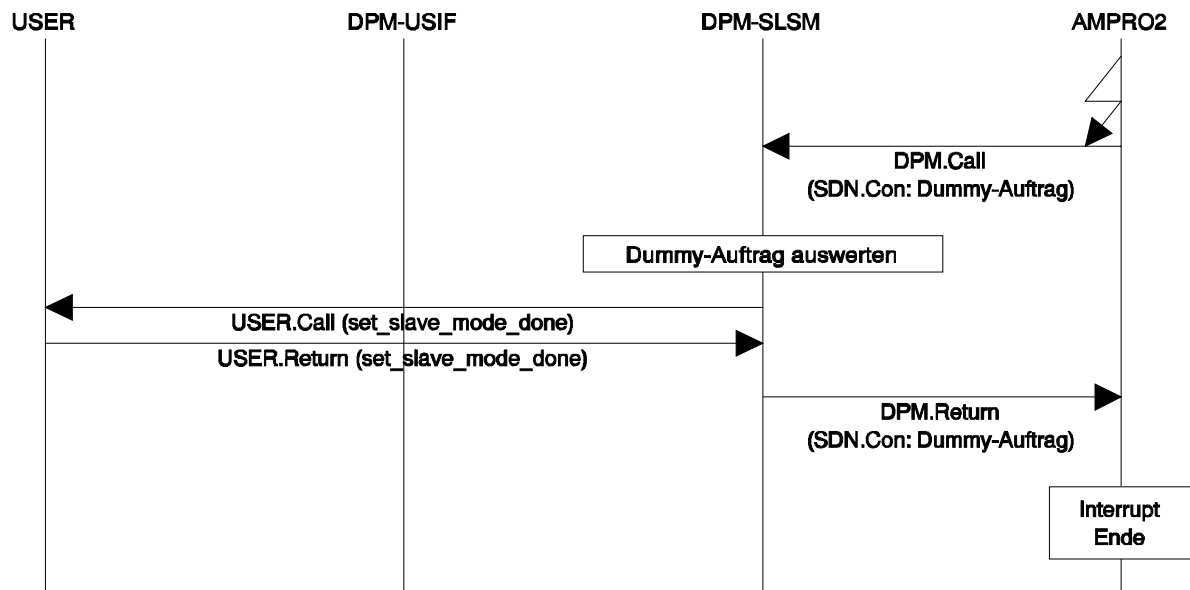 USER
DPM-USIF
DPM-SLSM
AMPRO2
DPM.Call
(SDN.Con: Dummy-Auftrag)
Dummy-Auftrag auswerten
USER.Call (set_slave_mode_done)
USER.Return (set_slave_mode_done)
DPM.Return
(SDN.Con: Dummy-Auftrag)
Interrupt
Ende